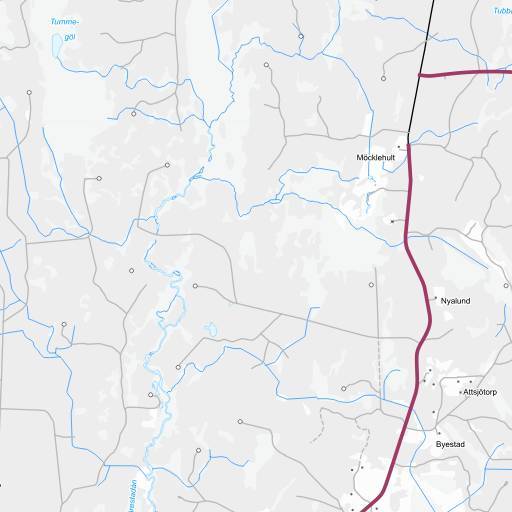 Tumme-
göl
Tubb
Möcklehult
Nyalund
Attsjötorp
Byestad